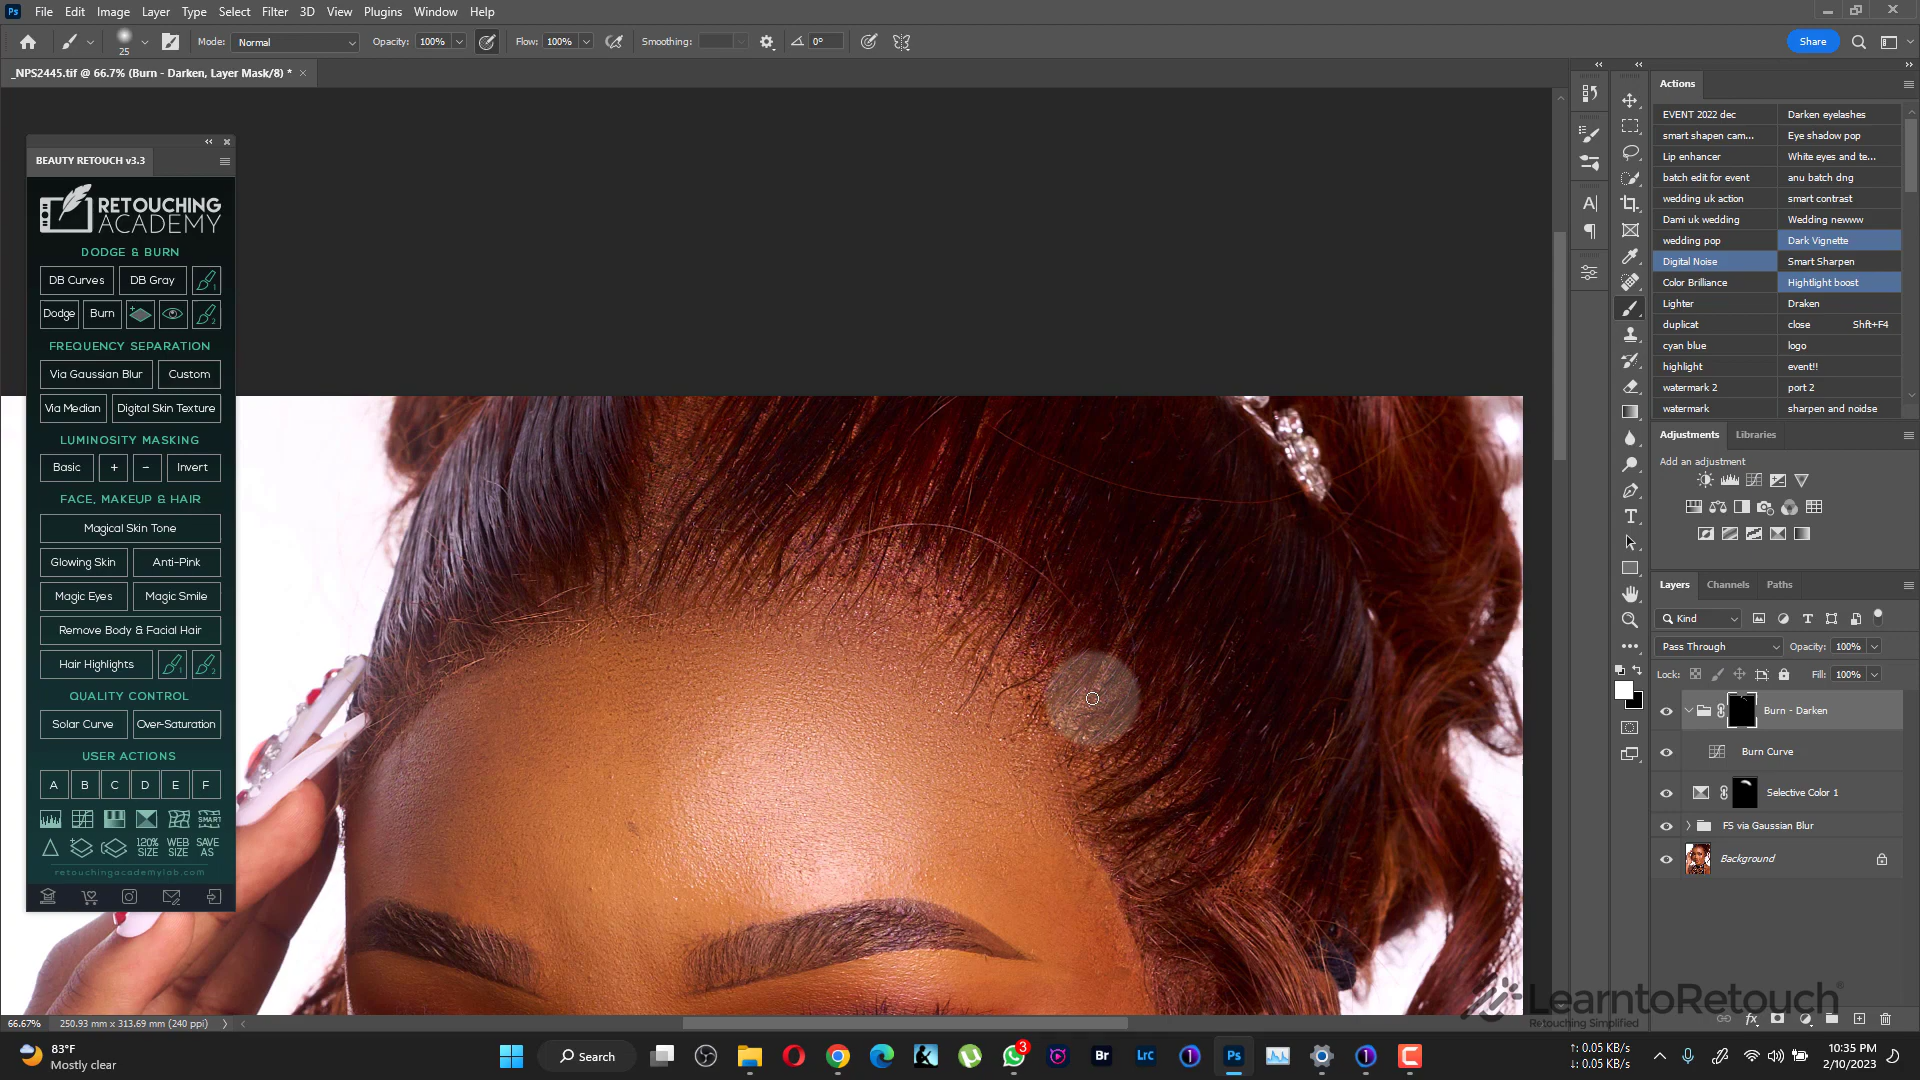 Ps File Edit Image Layer Type Select Filter 3D View Plugins Window Help
25 Mode: Normal Opacity: 100% Flow: 100% Smoothing: 0° Share
_NPS2445.tif @ 66.7% (Burn - Darken, Layer Mask/8) *
BEAUTY RETOUCH v3.3
RETOUCHING
ACADEMY
DODGE & BURN
DB Curves DB Gray 1
Dodge Burn 2
FREQUENCY SEPARATION
Via Gaussian Blur Custom
Via Median Digital Skin Texture
LUMINOSITY MASKING
Basic + − Invert
FACE, MAKEUP & HAIR
Magical Skin Tone
Glowing Skin Anti-Pink
Magic Eyes Magic Smile
Remove Body & Facial Hair
Hair Highlights 1 2
QUALITY CONTROL
Solar Curve Over-Saturation
USER ACTIONS
A B C D E F
SMART
120% SIZE WEB SIZE SAVE AS
retouchingacademylab.com
Actions
EVENT 2022 dec Darken eyelashes
smart shapen cam... Eye shadow pop
Lip enhancer White eyes and te...
batch edit for event anu batch dng
wedding uk action smart contrast
Dami uk wedding Wedding newww
wedding pop Dark Vignette
Digital Noise Smart Sharpen
Color Brilliance Hightlight boost
Lighter Draken
duplicat close Shft+F4
cyan blue logo
highlight event!!
watermark 2 port 2
watermark sharpen and noidse
Adjustments Libraries
Add an adjustment
Layers Channels Paths
Kind
Pass Through Opacity: 100%
Lock: Fill: 100%
Burn - Darken
Burn Curve
Selective Color 1
FS via Gaussian Blur
Background
LearntoRetouch
Retouching Simplified
66.67% 250.93 mm x 313.69 mm (240 ppi)
83°F
Mostly clear
Search
3
Br
Lrc
Ps
↑: 0.05 KB/s
↓: 0.05 KB/s
10:35 PM
2/10/2023